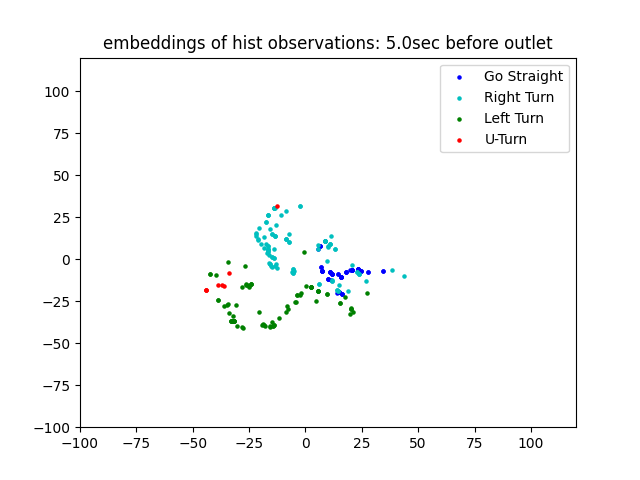 embeddings of hist observations: 5.0sec before outlet
Go Straight
Right Turn
Left Turn
U-Turn
100
75
50
25
0
−25
−50
−75
−100
−100 −75 −50 −25 0 25 50 75 100